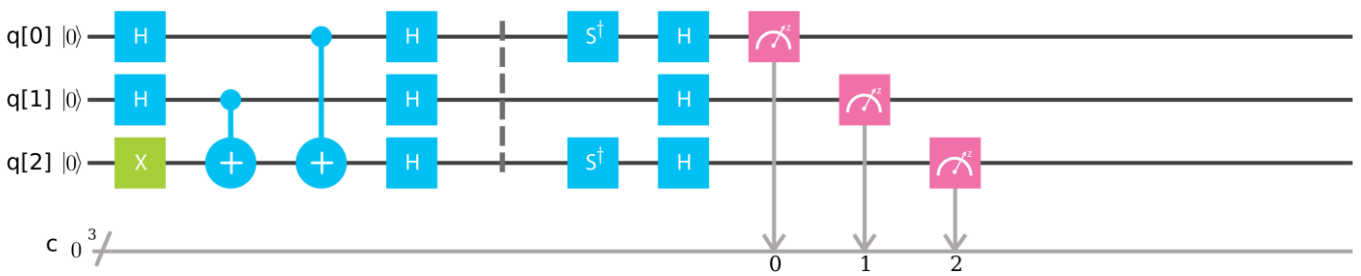 q[0] |0⟩ H H S† H z
q[1] |0⟩ H H H z
q[2] |0⟩ X H S† H z
c 0 3
0 1 2